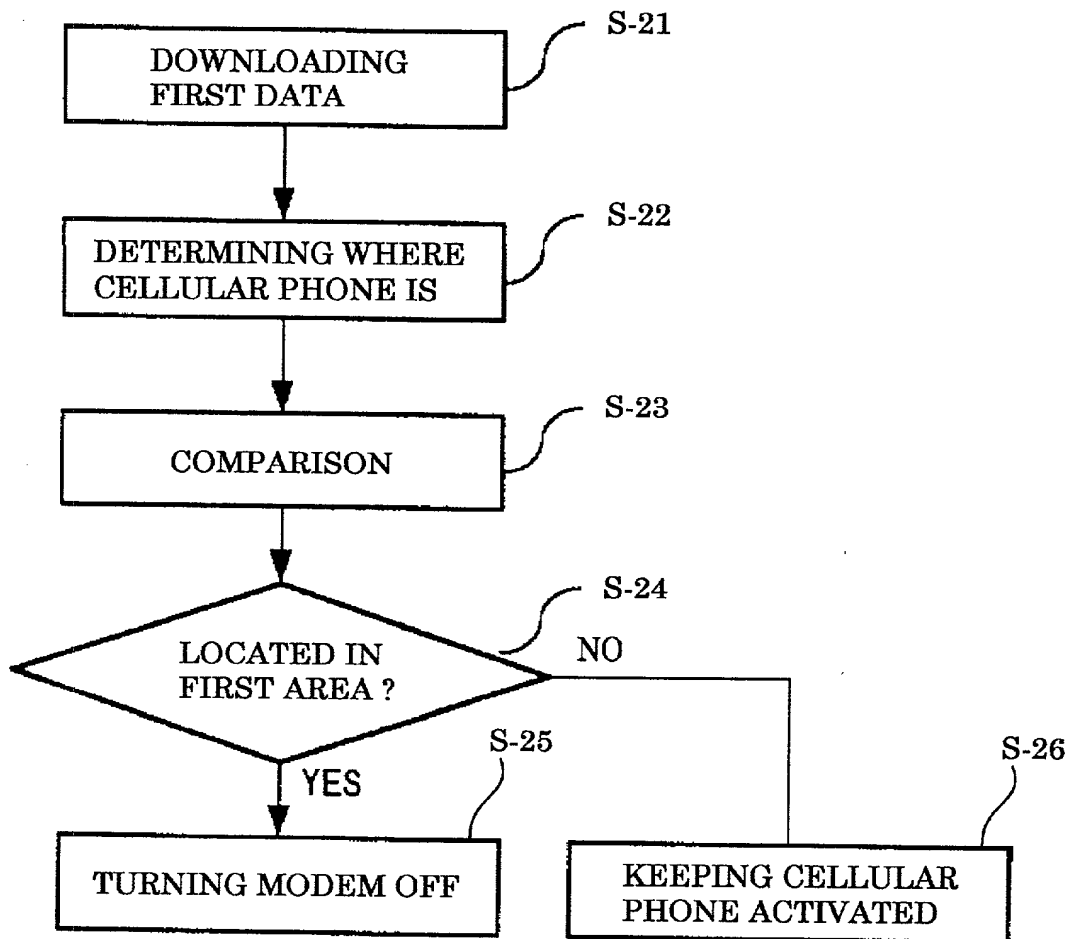 S-21
DOWNLOADING
FIRST DATA
S-22
DETERMINING WHERE
CELLULAR PHONE IS
S-23
COMPARISON
S-24
LOCATED IN
FIRST AREA ?
NO
YES
S-25
TURNING MODEM OFF
S-26
KEEPING CELLULAR
PHONE ACTIVATED